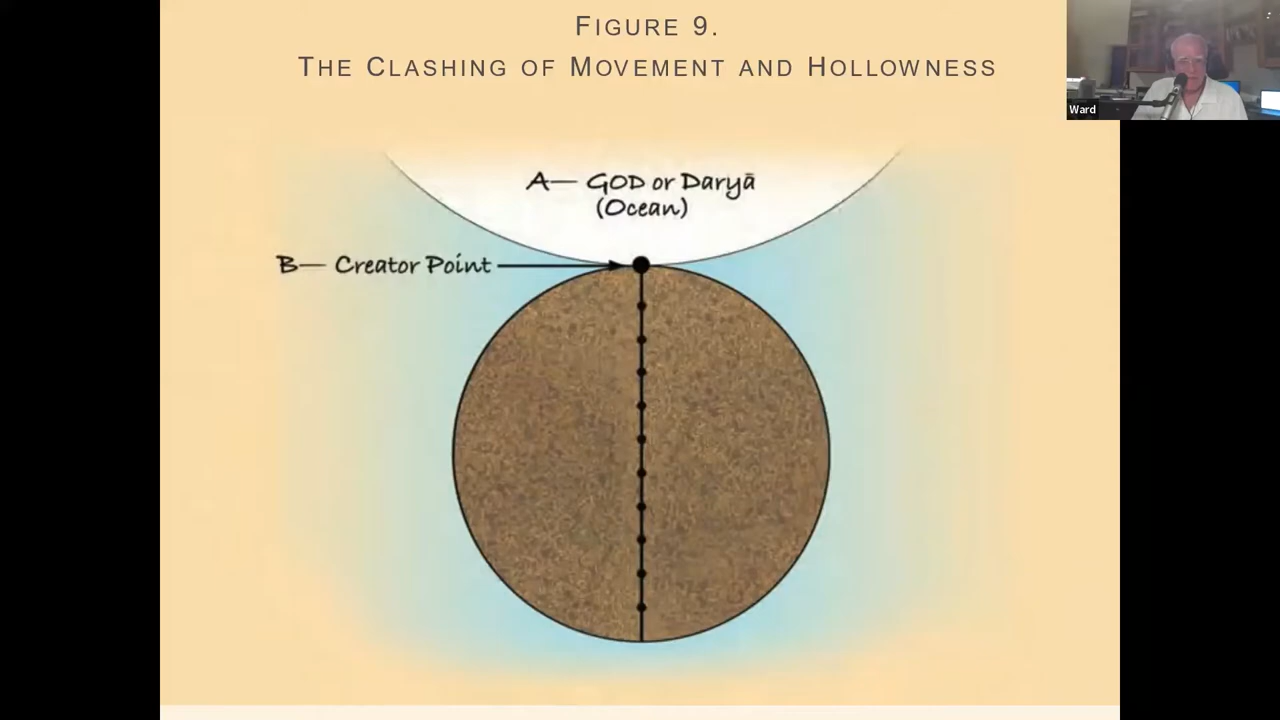 FIGURE 9.
THE CLASHING OF MOVEMENT AND HOLLOWNESS
Ward
A— GOD or Daryā
(Ocean)
B— Creator Point